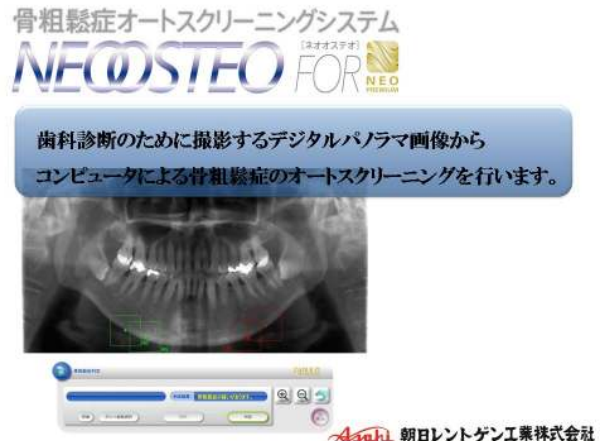 骨粗鬆症オートスクリーニングシステム
NEOOSTEO
[ネオオステオ]
FOR
NEO
PREMIUM
歯科診断のために撮影するデジタルパノラマ画像から
コンピュータによる骨粗鬆症のオートスクリーニングを行います。
Asahi 朝日レントゲン工業株式会社